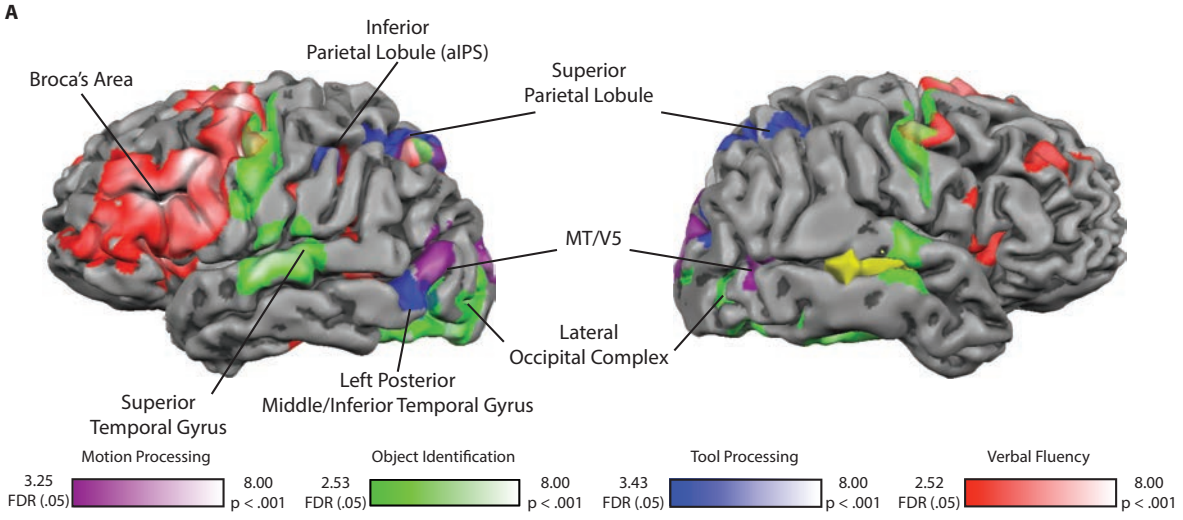 A
Inferior
Parietal Lobule (aIPS)
Broca's Area
Superior
Parietal Lobule
MT/V5
Lateral
Occipital Complex
Left Posterior
Middle/Inferior Temporal Gyrus
Superior
Temporal Gyrus
Motion Processing
3.25
FDR (.05)
8.00
p < .001
Object Identification
2.53
FDR (.05)
8.00
p < .001
Tool Processing
3.43
FDR (.05)
8.00
p < .001
Verbal Fluency
2.52
FDR (.05)
8.00
p < .001